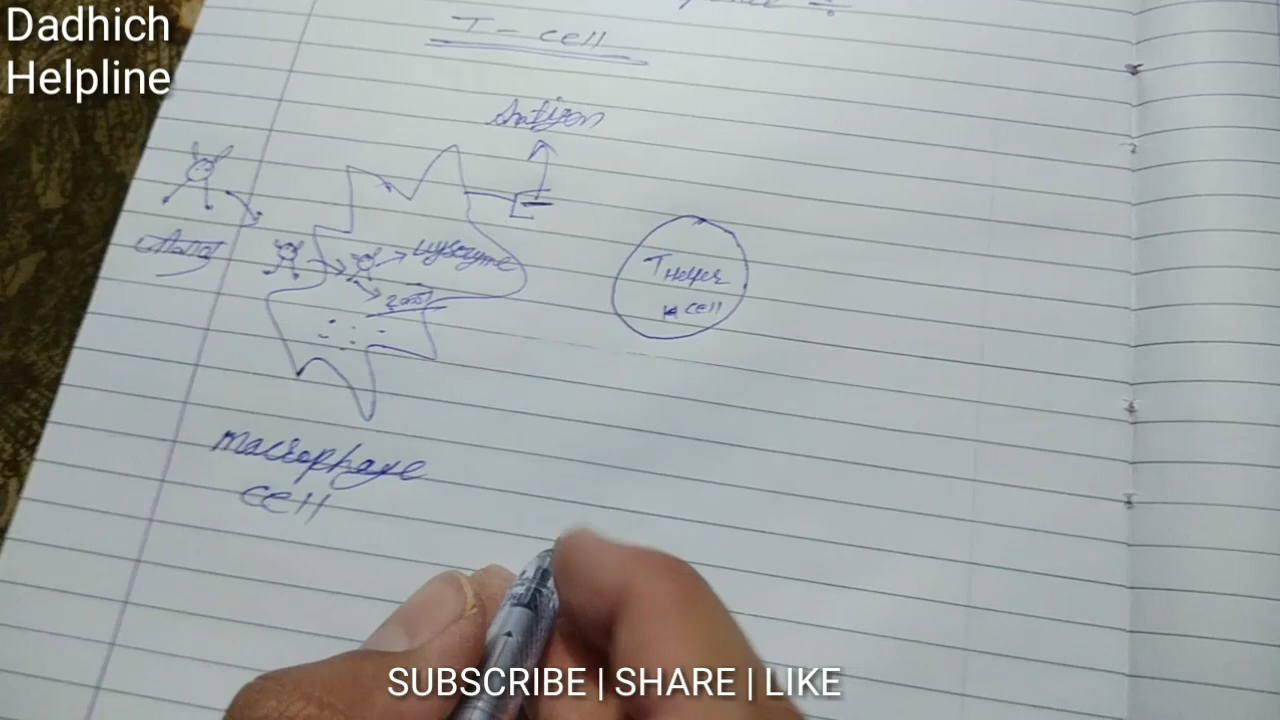 Dadhich
Helpline
T - cell
Antigen
Lysozyme
T Helper
cell
Macrophage
cell
SUBSCRIBE | SHARE | LIKE